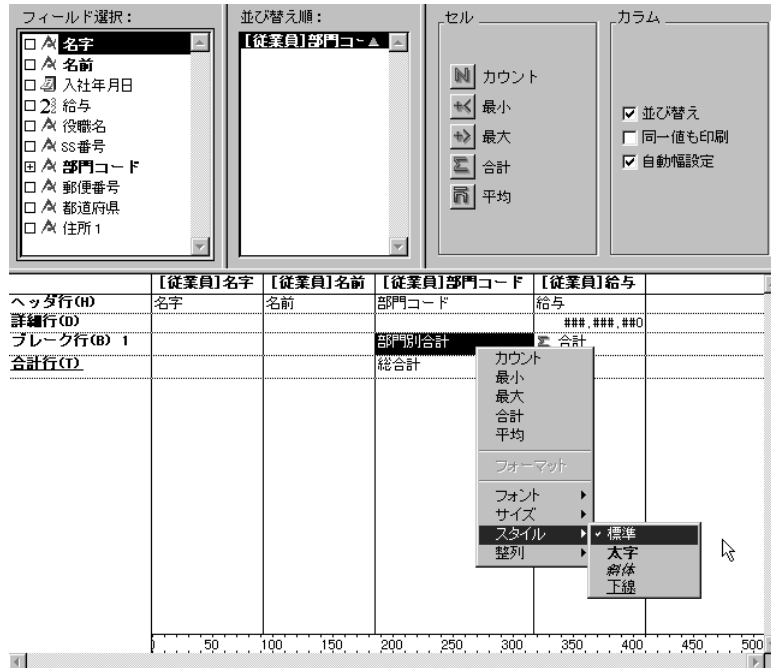 フィールド選択：
名字
名前
入社年月日
給与
役職名
SS番号
部門コード
郵便番号
都道府県
住所1
並び替え順：
[従業員]部門コー
セル
カウント
最小
最大
合計
平均
カラム
並び替え
同一値も印刷
自動幅設定
[従業員]名字 [従業員]名前 [従業員]部門コード [従業員]給与
ヘッダ行(H) 名字 名前 部門コード 給与
詳細行(D) ###,###,##0
ブレーク行(B) 1 部門別合計 Σ 合計
合計行(T) 総合計
カウント
最小
最大
合計
平均
フォーマット
フォント
サイズ
スタイル
整列
標準
太字
斜体
下線
50 100 150 200 250 300 350 400 450 500